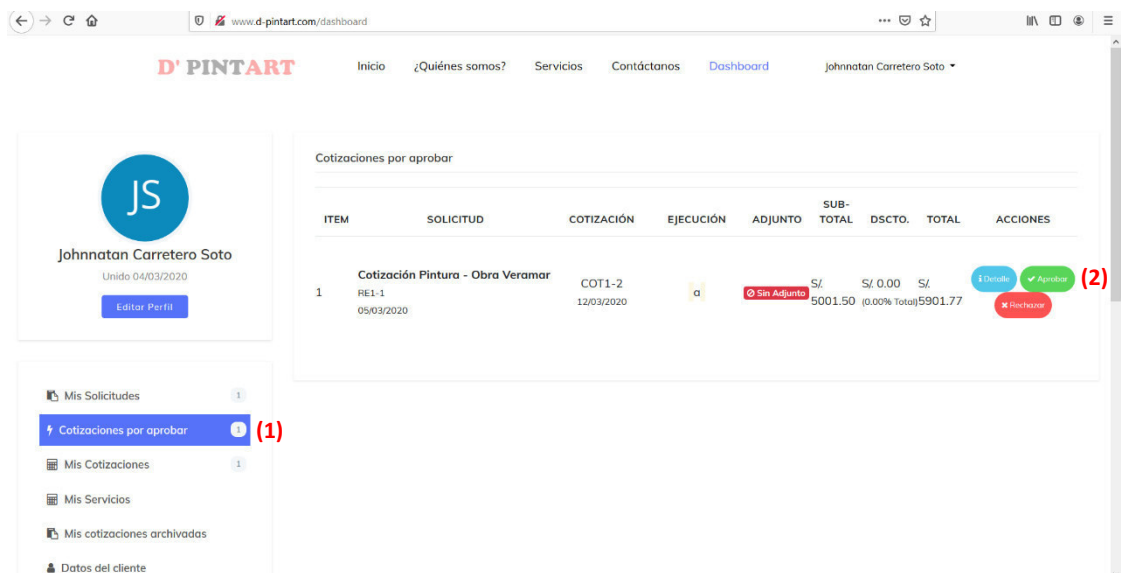 www.d-pintart.com/dashboard
D' PINTART
Inicio ¿Quiénes somos? Servicios Contáctanos Dashboard Johnnatan Carretero Soto
JS
Johnnatan Carretero Soto
Unido 04/03/2020
Editar Perfil
Cotizaciones por aprobar
ITEM SOLICITUD COTIZACIÓN EJECUCIÓN ADJUNTO SUB-TOTAL DSCTO. TOTAL ACCIONES
1
Cotización Pintura - Obra Veramar
RE1-1
05/03/2020
COT1-2
12/03/2020
a
Sin Adjunto
S/.
5001.50
S/. 0.00
(0.00% Total)
S/.
5901.77
Detalle
Aprobar
(2)
Rechazar
Mis Solicitudes 1
Cotizaciones por aprobar 1 (1)
Mis Cotizaciones 1
Mis Servicios
Mis cotizaciones archivadas
Datos del cliente